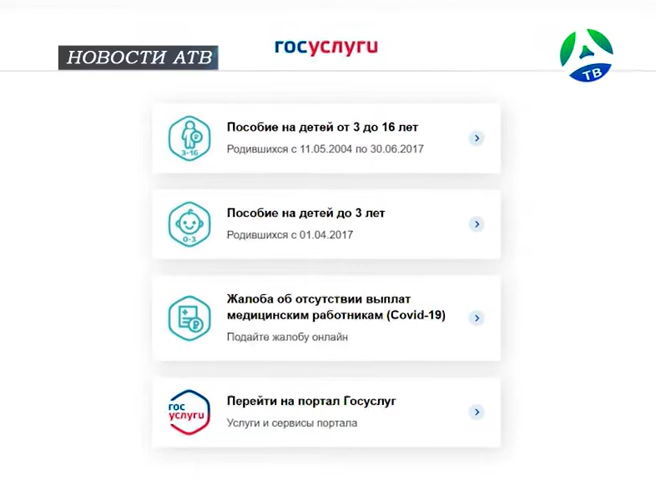 госуслуги
НОВОСТИ АТВ
ТВ
Пособие на детей от 3 до 16 лет
Родившихся с 11.05.2004 по 30.06.2017
3-16
Пособие на детей до 3 лет
Родившихся с 01.04.2017
0-3
Жалоба об отсутствии выплат
медицинским работникам (Covid-19)
Подайте жалобу онлайн
Перейти на портал Госуслуг
гос
услуги
Услуги и сервисы портала